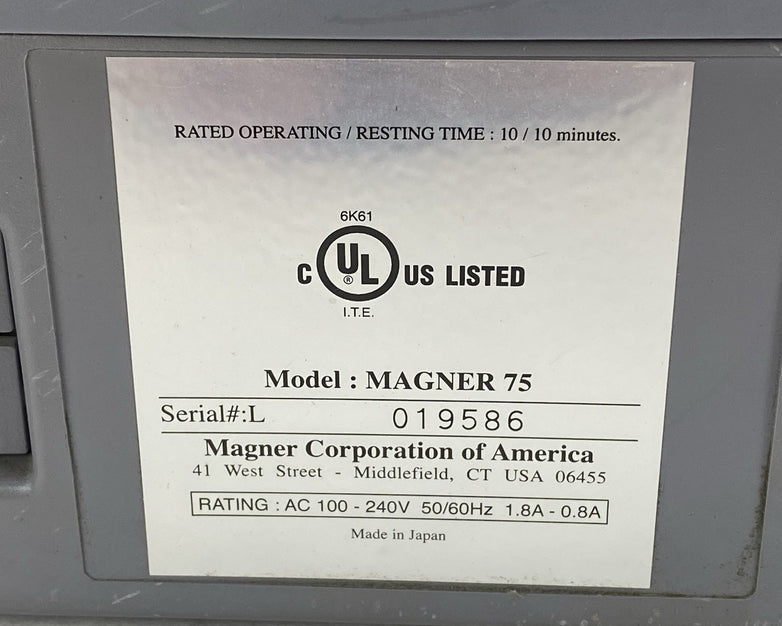 RATED OPERATING / RESTING TIME : 10 / 10 minutes.
6K61
C UL® US LISTED
I.T.E.
Model : MAGNER 75
Serial#:L 019586
Magner Corporation of America
41 West Street - Middlefield, CT USA 06455
RATING : AC 100 - 240V 50/60Hz 1.8A - 0.8A
Made in Japan